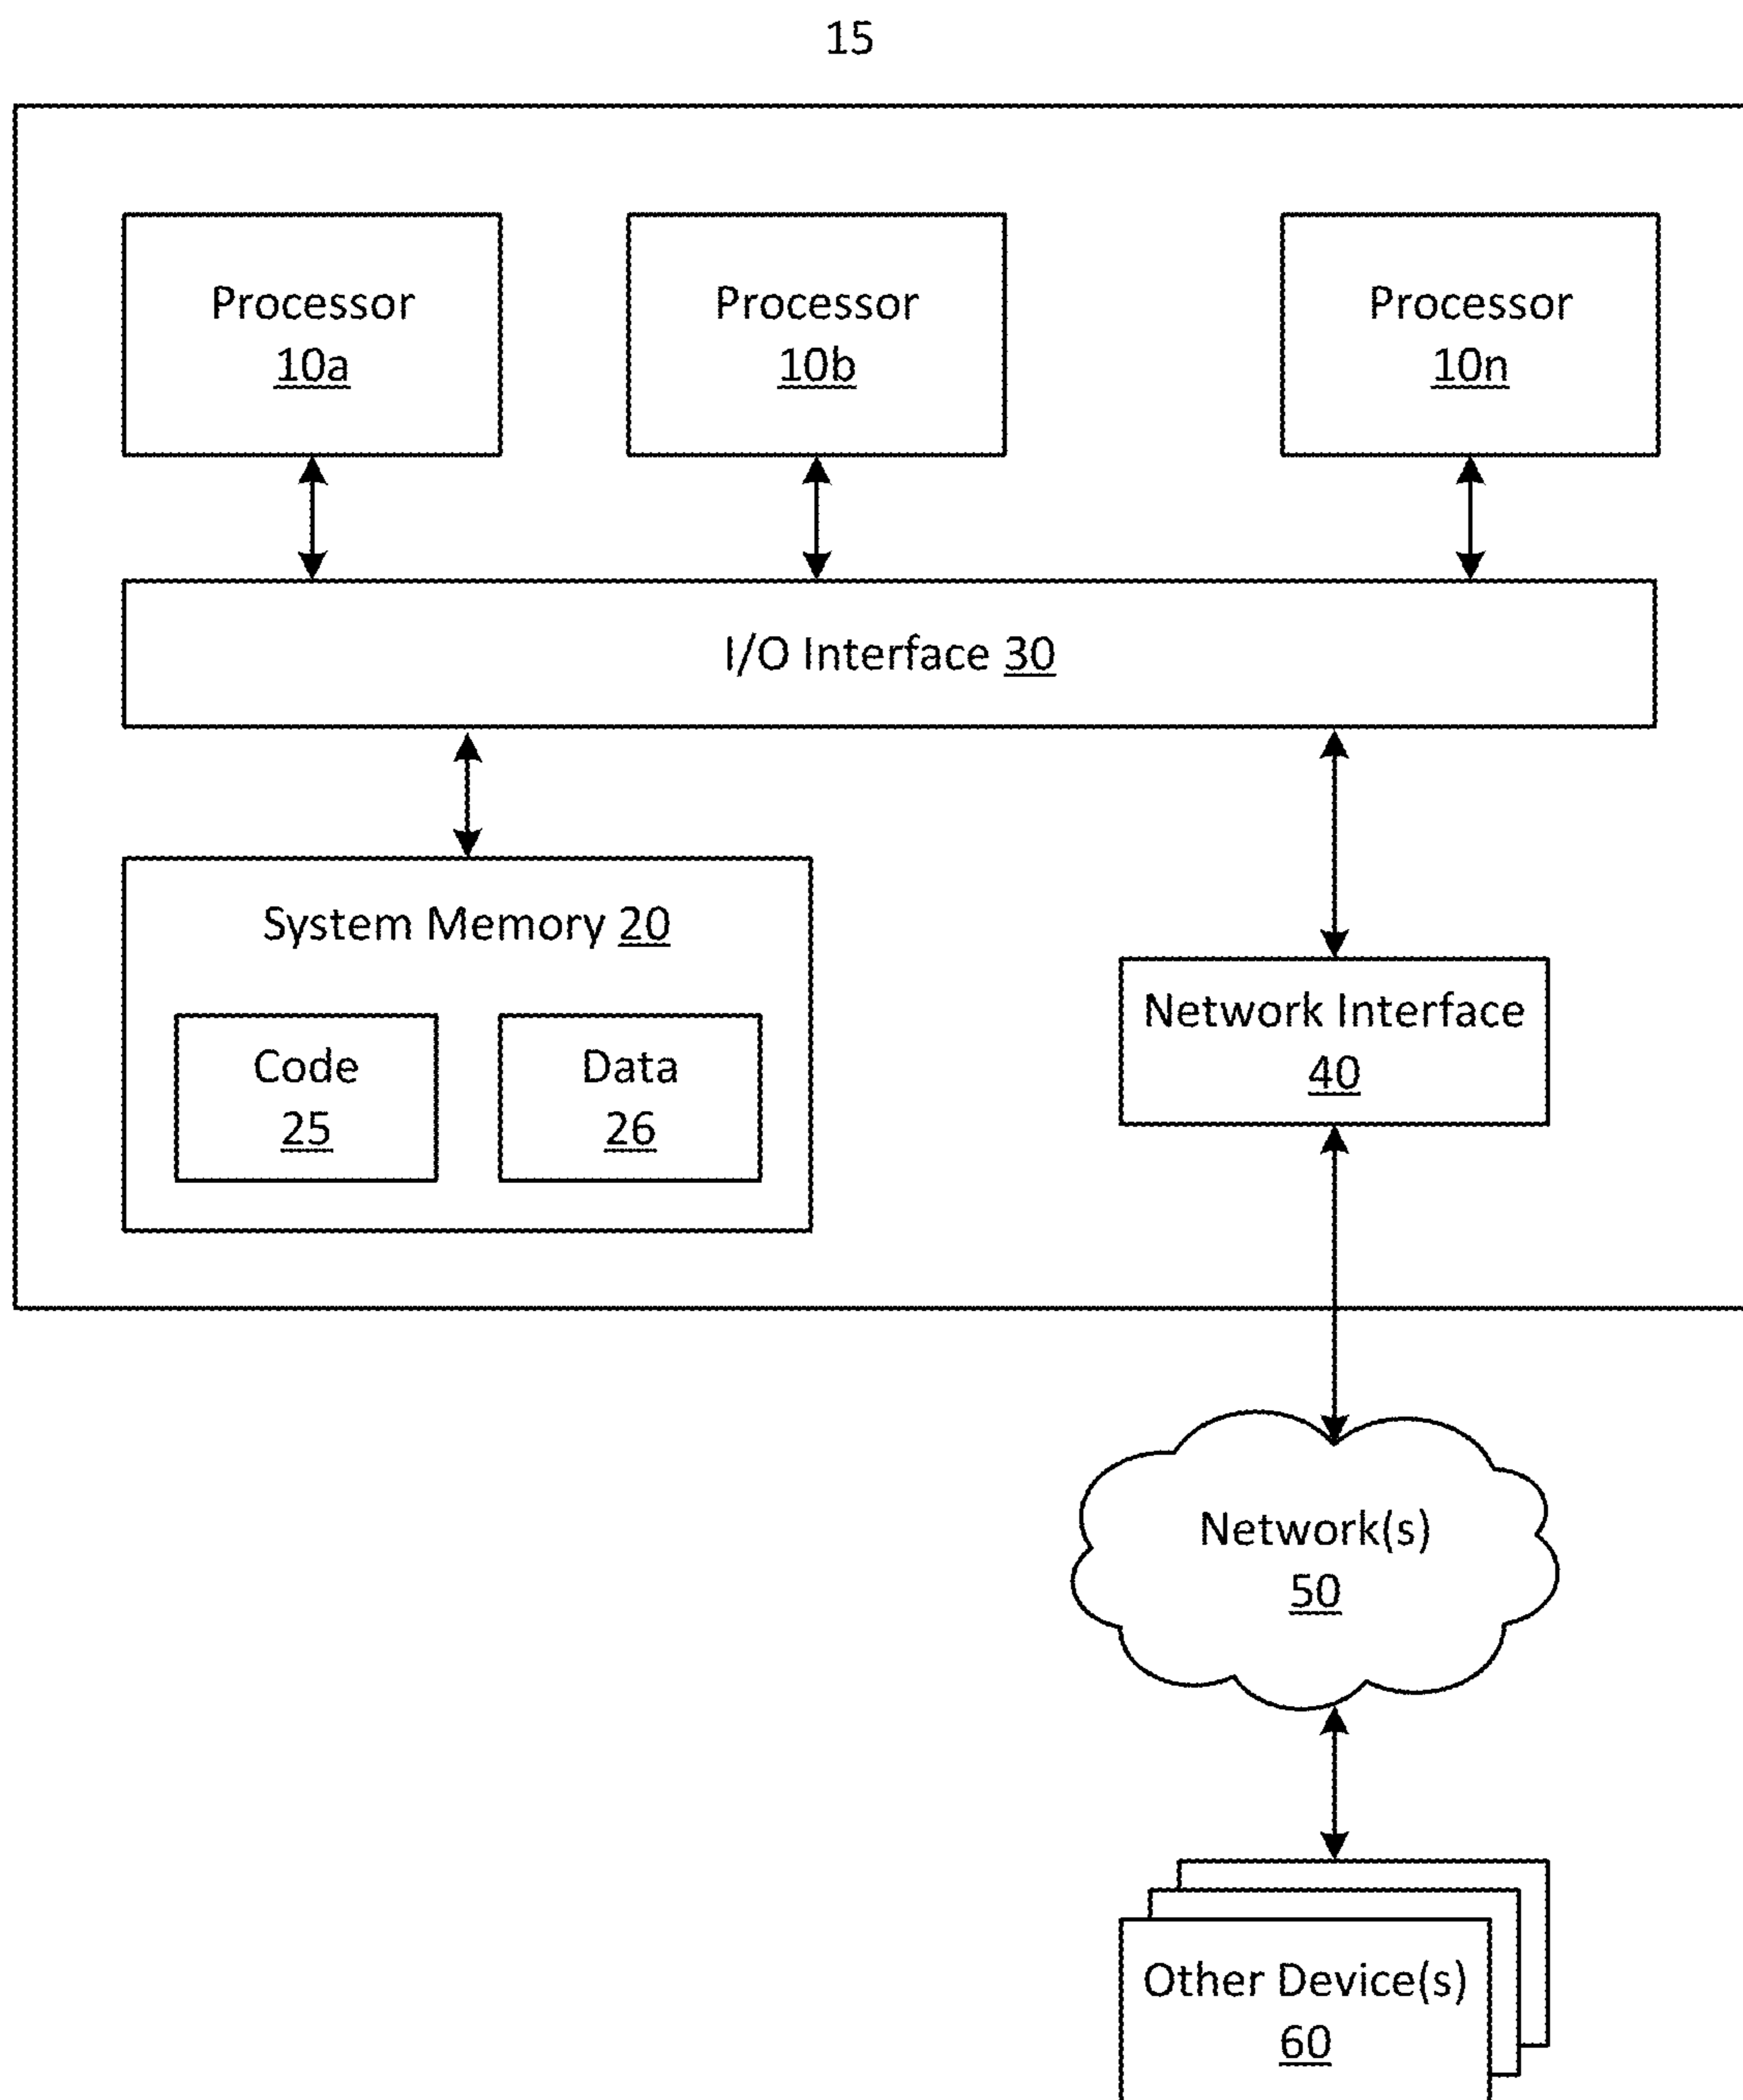 15
Processor
10a
Processor
10b
Processor
10n
I/O Interface 30
System Memory 20
Code
25
Data
26
Network Interface
40
Network(s)
50
Other Device(s)
60